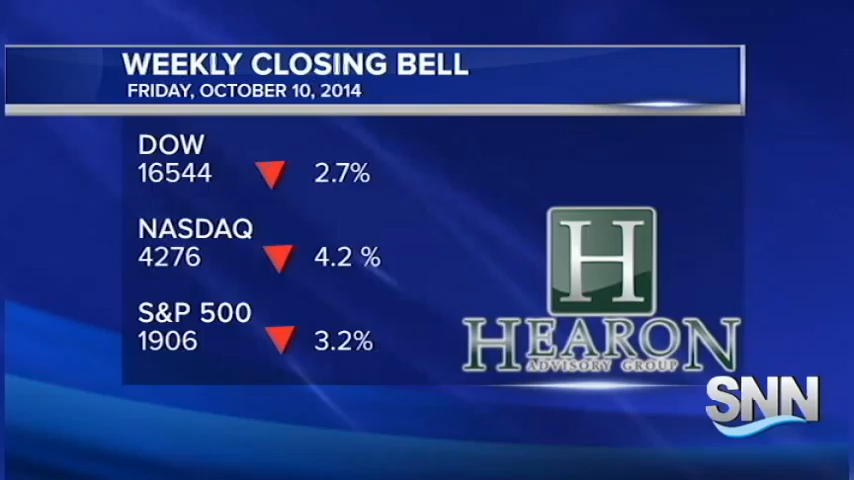 WEEKLY CLOSING BELL
FRIDAY, OCTOBER 10, 2014
DOW
16544 2.7%
NASDAQ
4276 4.2 %
S&P 500
1906 3.2%
H
HEARON
ADVISORY GROUP
SNN